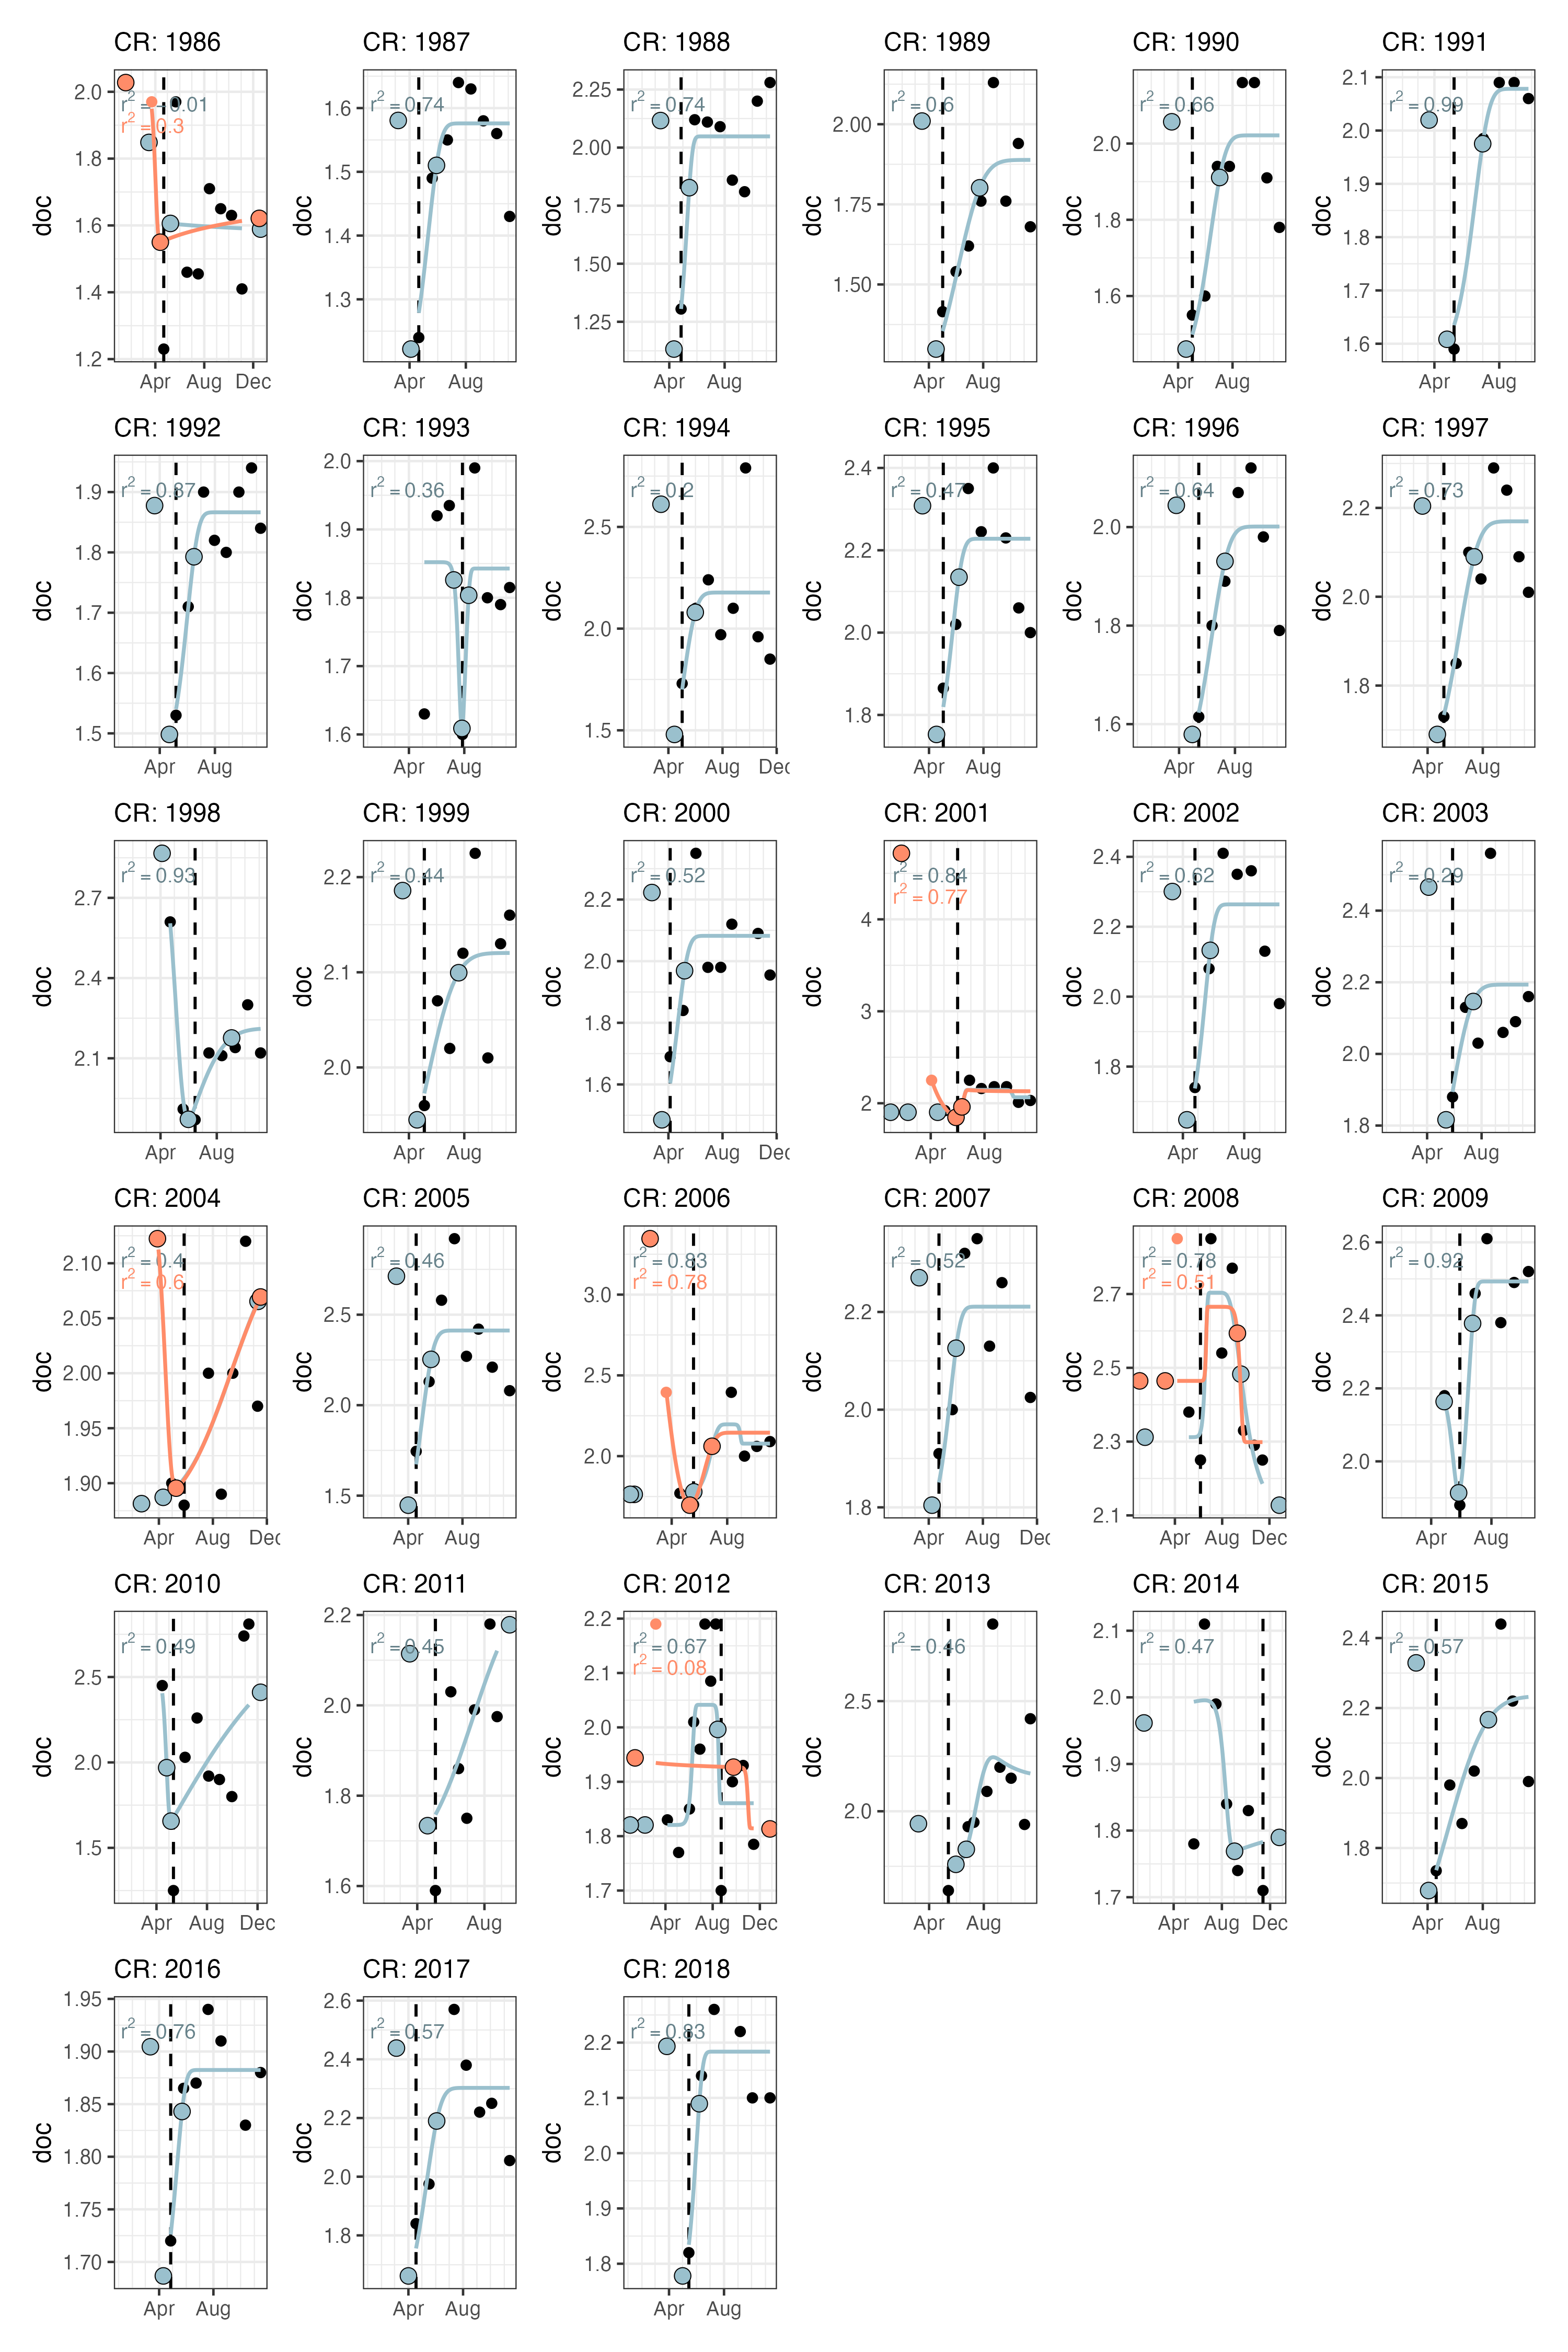 CR: 1986
r² = −0.01
r² = 0.3
2.0
1.8
1.6
1.4
1.2
doc
Apr Aug Dec
CR: 1987
r² = 0.74
1.6
1.5
1.4
1.3
doc
Apr Aug
CR: 1988
r² = 0.74
2.25
2.00
1.75
1.50
1.25
doc
Apr Aug
CR: 1989
r² = 0.6
2.00
1.75
1.50
doc
Apr Aug
CR: 1990
r² = 0.66
2.0
1.8
1.6
doc
Apr Aug
CR: 1991
r² = 0.99
2.1
2.0
1.9
1.8
1.7
1.6
doc
Apr Aug
CR: 1992
r² = 0.87
1.9
1.8
1.7
1.6
1.5
doc
Apr Aug
CR: 1993
r² = 0.36
2.0
1.9
1.8
1.7
1.6
doc
Apr Aug
CR: 1994
r² = 0.2
2.5
2.0
1.5
doc
Apr Aug Dec
CR: 1995
r² = 0.47
2.4
2.2
2.0
1.8
doc
Apr Aug
CR: 1996
r² = 0.64
2.0
1.8
1.6
doc
Apr Aug
CR: 1997
r² = 0.73
2.2
2.0
1.8
doc
Apr Aug
CR: 1998
r² = 0.93
2.7
2.4
2.1
doc
Apr Aug
CR: 1999
r² = 0.44
2.2
2.1
2.0
doc
Apr Aug
CR: 2000
r² = 0.52
2.2
2.0
1.8
1.6
doc
Apr Aug Dec
CR: 2001
r² = 0.84
r² = 0.77
4
3
2
doc
Apr Aug
CR: 2002
r² = 0.62
2.4
2.2
2.0
1.8
doc
Apr Aug
CR: 2003
r² = 0.29
2.4
2.2
2.0
1.8
doc
Apr Aug
CR: 2004
r² = 0.4
r² = 0.6
2.10
2.05
2.00
1.95
1.90
doc
Apr Aug Dec
CR: 2005
r² = 0.46
2.5
2.0
1.5
doc
Apr Aug
CR: 2006
r² = 0.83
r² = 0.78
3.0
2.5
2.0
doc
Apr Aug
CR: 2007
r² = 0.52
2.2
2.0
1.8
doc
Apr Aug Dec
CR: 2008
r² = 0.78
r² = 0.51
2.7
2.5
2.3
2.1
doc
Apr Aug Dec
CR: 2009
r² = 0.92
2.6
2.4
2.2
2.0
doc
Apr Aug
CR: 2010
r² = 0.49
2.5
2.0
1.5
doc
Apr Aug Dec
CR: 2011
r² = 0.45
2.2
2.0
1.8
1.6
doc
Apr Aug
CR: 2012
r² = 0.67
r² = 0.08
2.2
2.1
2.0
1.9
1.8
1.7
doc
Apr Aug Dec
CR: 2013
r² = 0.46
2.5
2.0
doc
Apr Aug
CR: 2014
r² = 0.47
2.1
2.0
1.9
1.8
1.7
doc
Apr Aug Dec
CR: 2015
r² = 0.57
2.4
2.2
2.0
1.8
doc
Apr Aug
CR: 2016
r² = 0.76
1.95
1.90
1.85
1.80
1.75
1.70
doc
Apr Aug
CR: 2017
r² = 0.57
2.6
2.4
2.2
2.0
1.8
doc
Apr Aug
CR: 2018
r² = 0.83
2.2
2.1
2.0
1.9
1.8
doc
Apr Aug